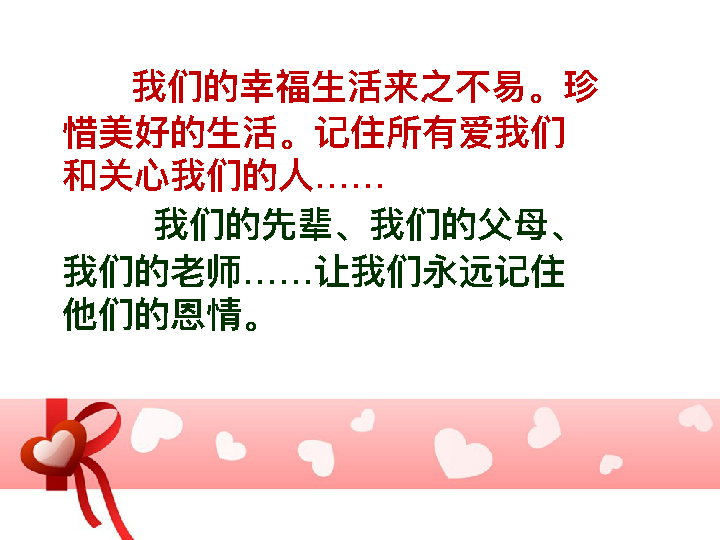 我们的幸福生活来之不易。珍
惜美好的生活。记住所有爱我们
和关心我们的人……
我们的先辈、我们的父母、
我们的老师……让我们永远记住
他们的恩情。